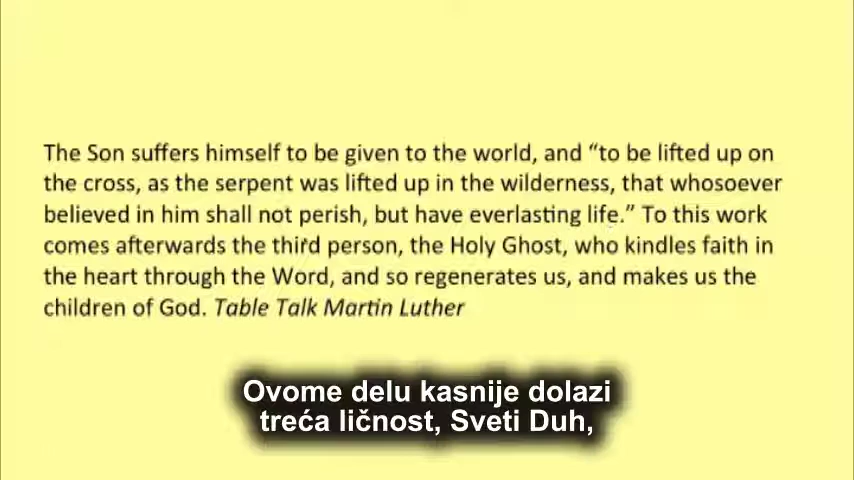 The Son suffers himself to be given to the world, and “to be lifted up on
the cross, as the serpent was lifted up in the wilderness, that whosoever
believed in him shall not perish, but have everlasting life.” To this work
comes afterwards the third person, the Holy Ghost, who kindles faith in
the heart through the Word, and so regenerates us, and makes us the
children of God. Table Talk Martin Luther
Ovome delu kasnije dolazi
treća ličnost, Sveti Duh,